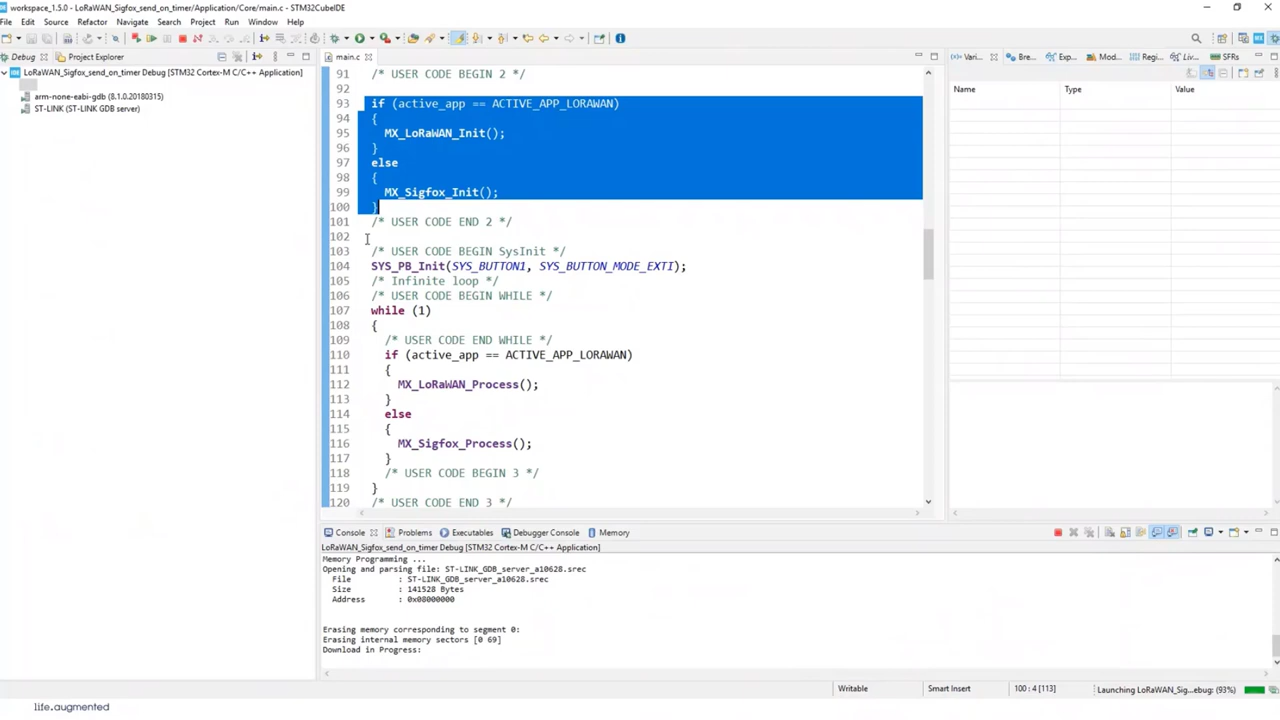 workspace_1.5.0 - LoRaWAN_Sigfox_send_on_timer/Application/Core/main.c - STM32CubeIDE
File Edit Source Refactor Navigate Search Project Run Window Help
Debug Project Explorer
LoRaWAN_Sigfox_send_on_timer Debug [STM32 Cortex-M C/C++ Application]
arm-none-eabi-gdb (8.1.0.20180315)
ST-LINK (ST-LINK GDB server)
main.c
91 /* USER CODE BEGIN 2 */
92
93 if (active_app == ACTIVE_APP_LORAWAN)
94 {
95 MX_LoRaWAN_Init();
96 }
97 else
98 {
99 MX_Sigfox_Init();
100 }
101 /* USER CODE END 2 */
102
103 /* USER CODE BEGIN SysInit */
104 SYS_PB_Init(SYS_BUTTON1, SYS_BUTTON_MODE_EXTI);
105 /* Infinite loop */
106 /* USER CODE BEGIN WHILE */
107 while (1)
108 {
109 /* USER CODE END WHILE */
110 if (active_app == ACTIVE_APP_LORAWAN)
111 {
112 MX_LoRaWAN_Process();
113 }
114 else
115 {
116 MX_Sigfox_Process();
117 }
118 /* USER CODE BEGIN 3 */
119 }
120 /* USER CODE END 3 */
Vari... Bre... Exp... Mod... Regi... Liv... SFRs
Name Type Value
Console Problems Executables Debugger Console Memory
LoRaWAN_Sigfox_send_on_timer Debug [STM32 Cortex-M C/C++ Application]
Memory Programming ...
Opening and parsing file: ST-LINK_GDB_server_a10628.srec
File : ST-LINK_GDB_server_a10628.srec
Size : 141528 Bytes
Address : 0x08000000
Erasing memory corresponding to segment 0:
Erasing internal memory sectors [0 69]
Download in Progress:
Writable Smart Insert 100 : 4 [113] Launching LoRaWAN_Sig...ebug: (93%)
life.augmented